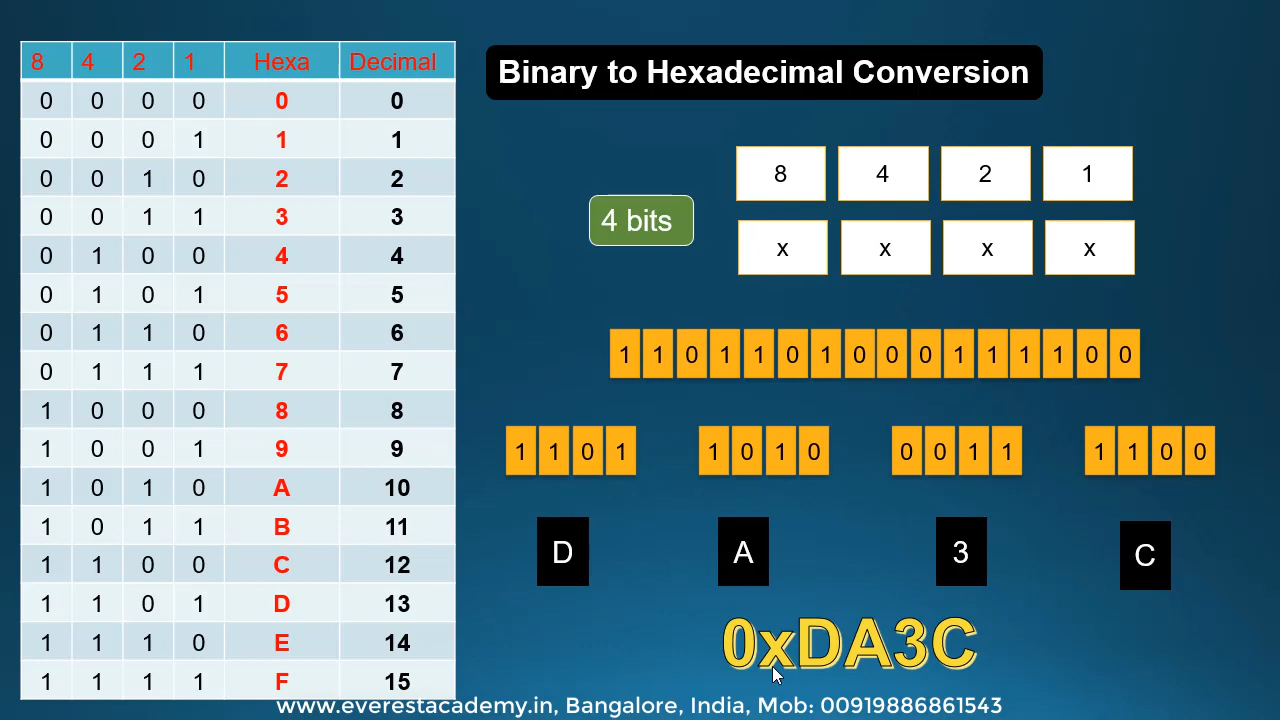 8 4 2 1 Hexa Decimal
0 0 0 0 0 0
0 0 0 1 1 1
0 0 1 0 2 2
0 0 1 1 3 3
0 1 0 0 4 4
0 1 0 1 5 5
0 1 1 0 6 6
0 1 1 1 7 7
1 0 0 0 8 8
1 0 0 1 9 9
1 0 1 0 A 10
1 0 1 1 B 11
1 1 0 0 C 12
1 1 0 1 D 13
1 1 1 0 E 14
1 1 1 1 F 15
Binary to Hexadecimal Conversion
8 4 2 1
4 bits
x x x x
1 1 0 1 1 0 1 0 0 0 1 1 1 1 0 0
1 1 0 1 1 0 1 0 0 0 1 1 1 1 0 0
D A 3 C
0xDA3C
www.everestacademy.in, Bangalore, India, Mob: 00919886861543